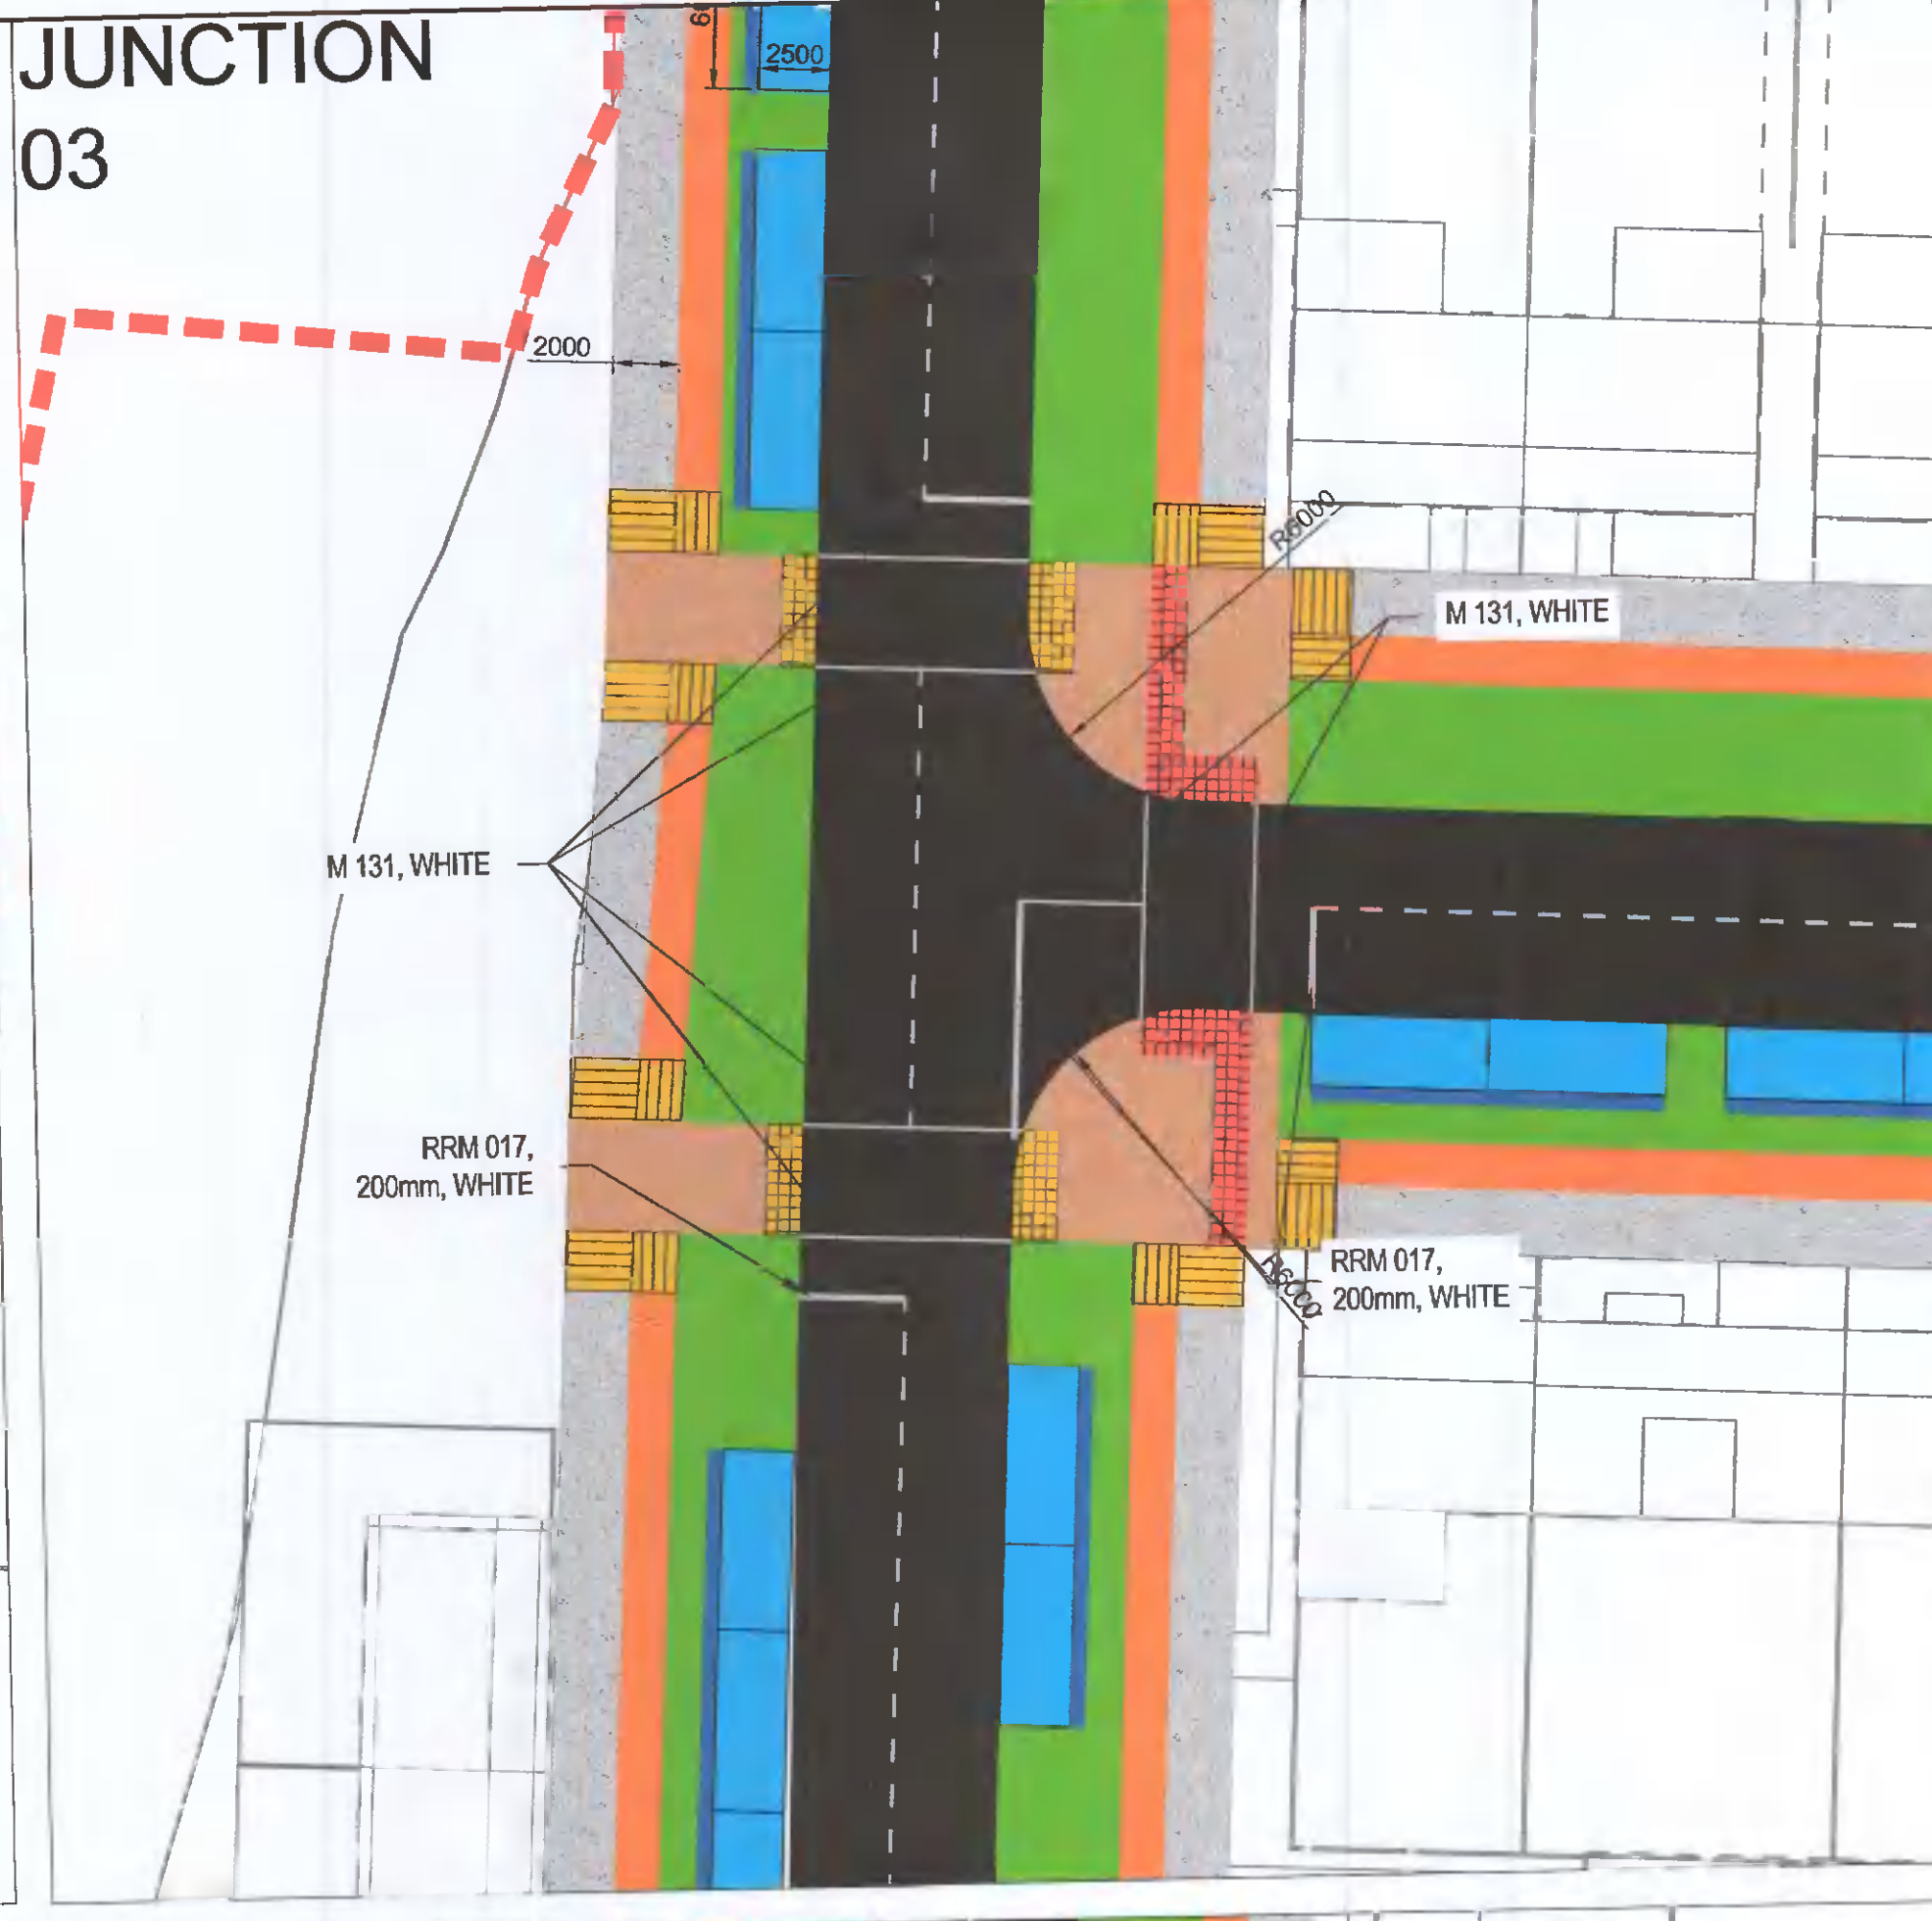 JUNCTION
03
2500
2000
R6000
M 131, WHITE
M 131, WHITE
RRM 017,
200mm, WHITE
RRM 017,
200mm, WHITE
R6000